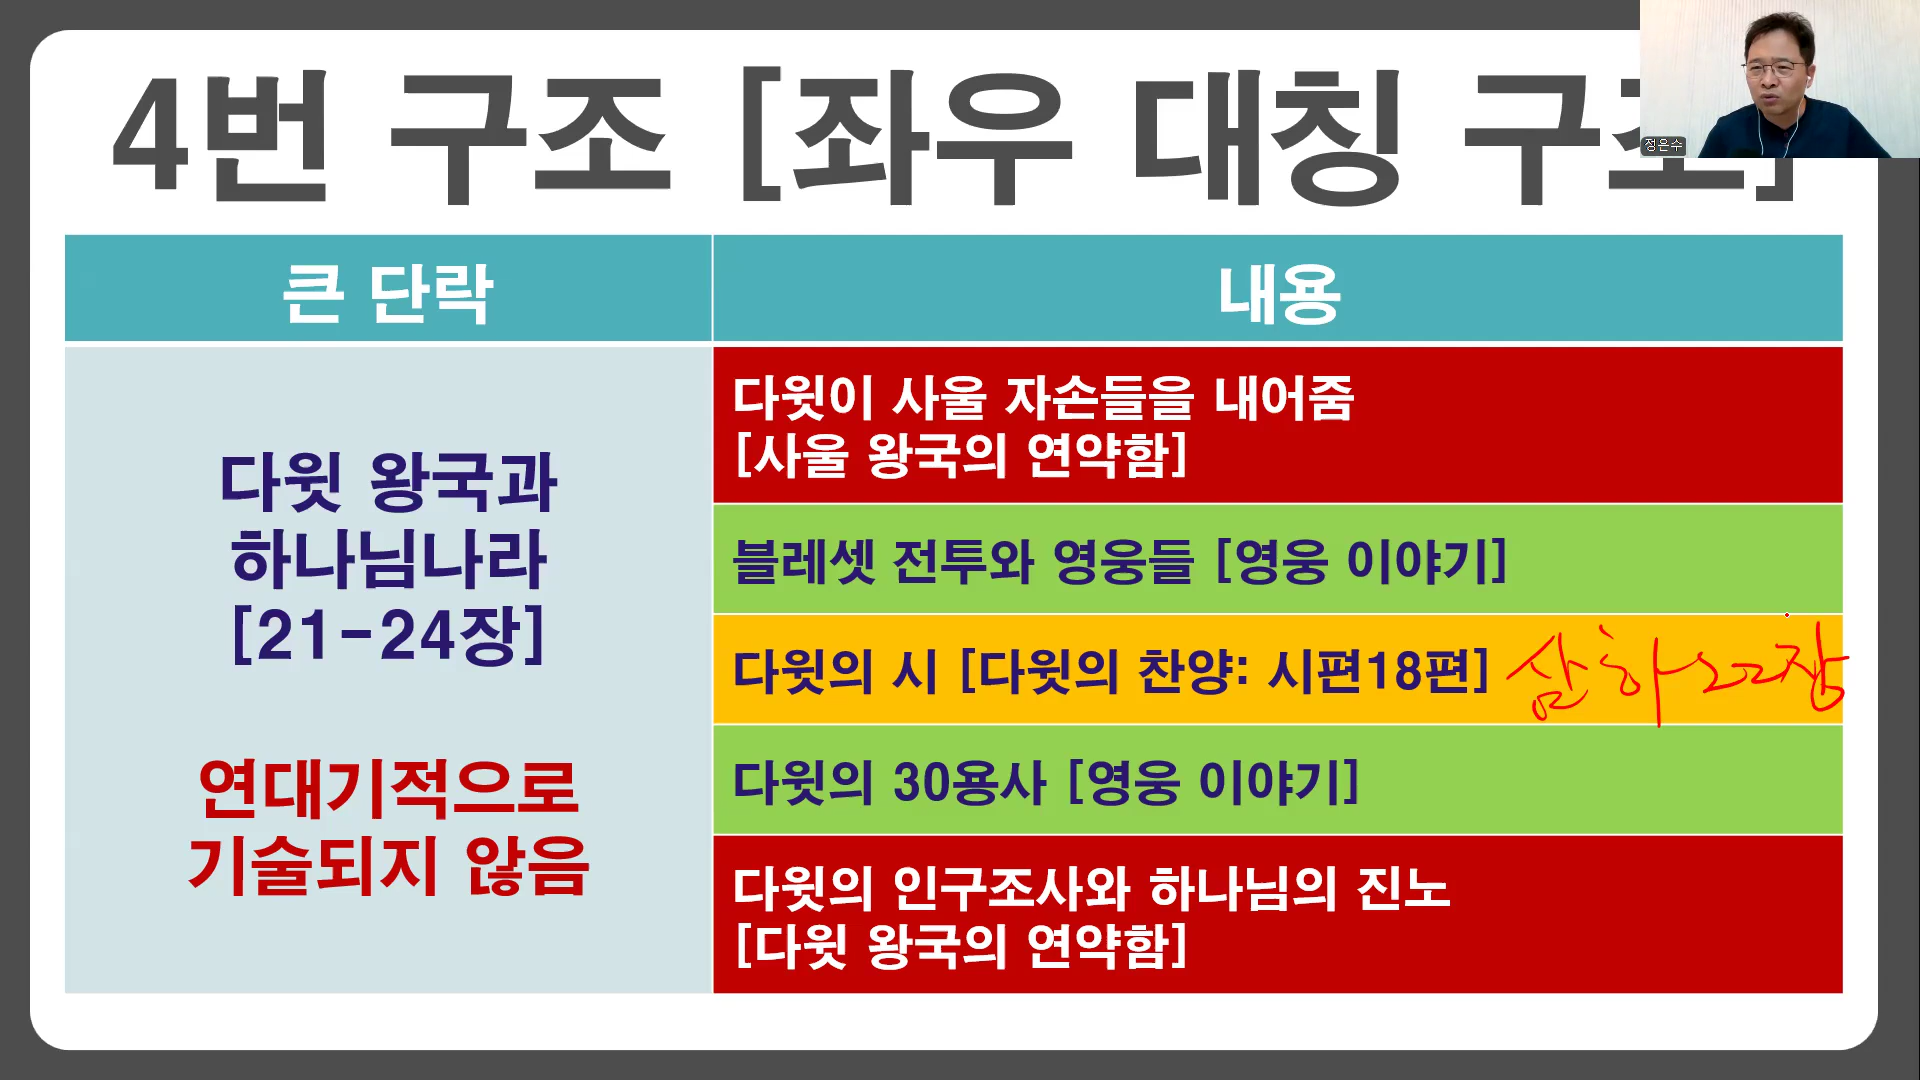 4번 구조 [좌우 대칭 구조]
정은수
큰 단락
내용
다윗 왕국과
하나님나라
[21-24장]
연대기적으로
기술되지 않음
다윗이 사울 자손들을 내어줌
[사울 왕국의 연약함]
블레셋 전투와 영웅들 [영웅 이야기]
다윗의 시 [다윗의 찬양: 시편18편] 삼하 22장
다윗의 30용사 [영웅 이야기]
다윗의 인구조사와 하나님의 진노
[다윗 왕국의 연약함]